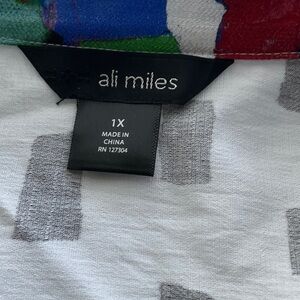 ali miles
1X
MADE IN
CHINA
RN 127304